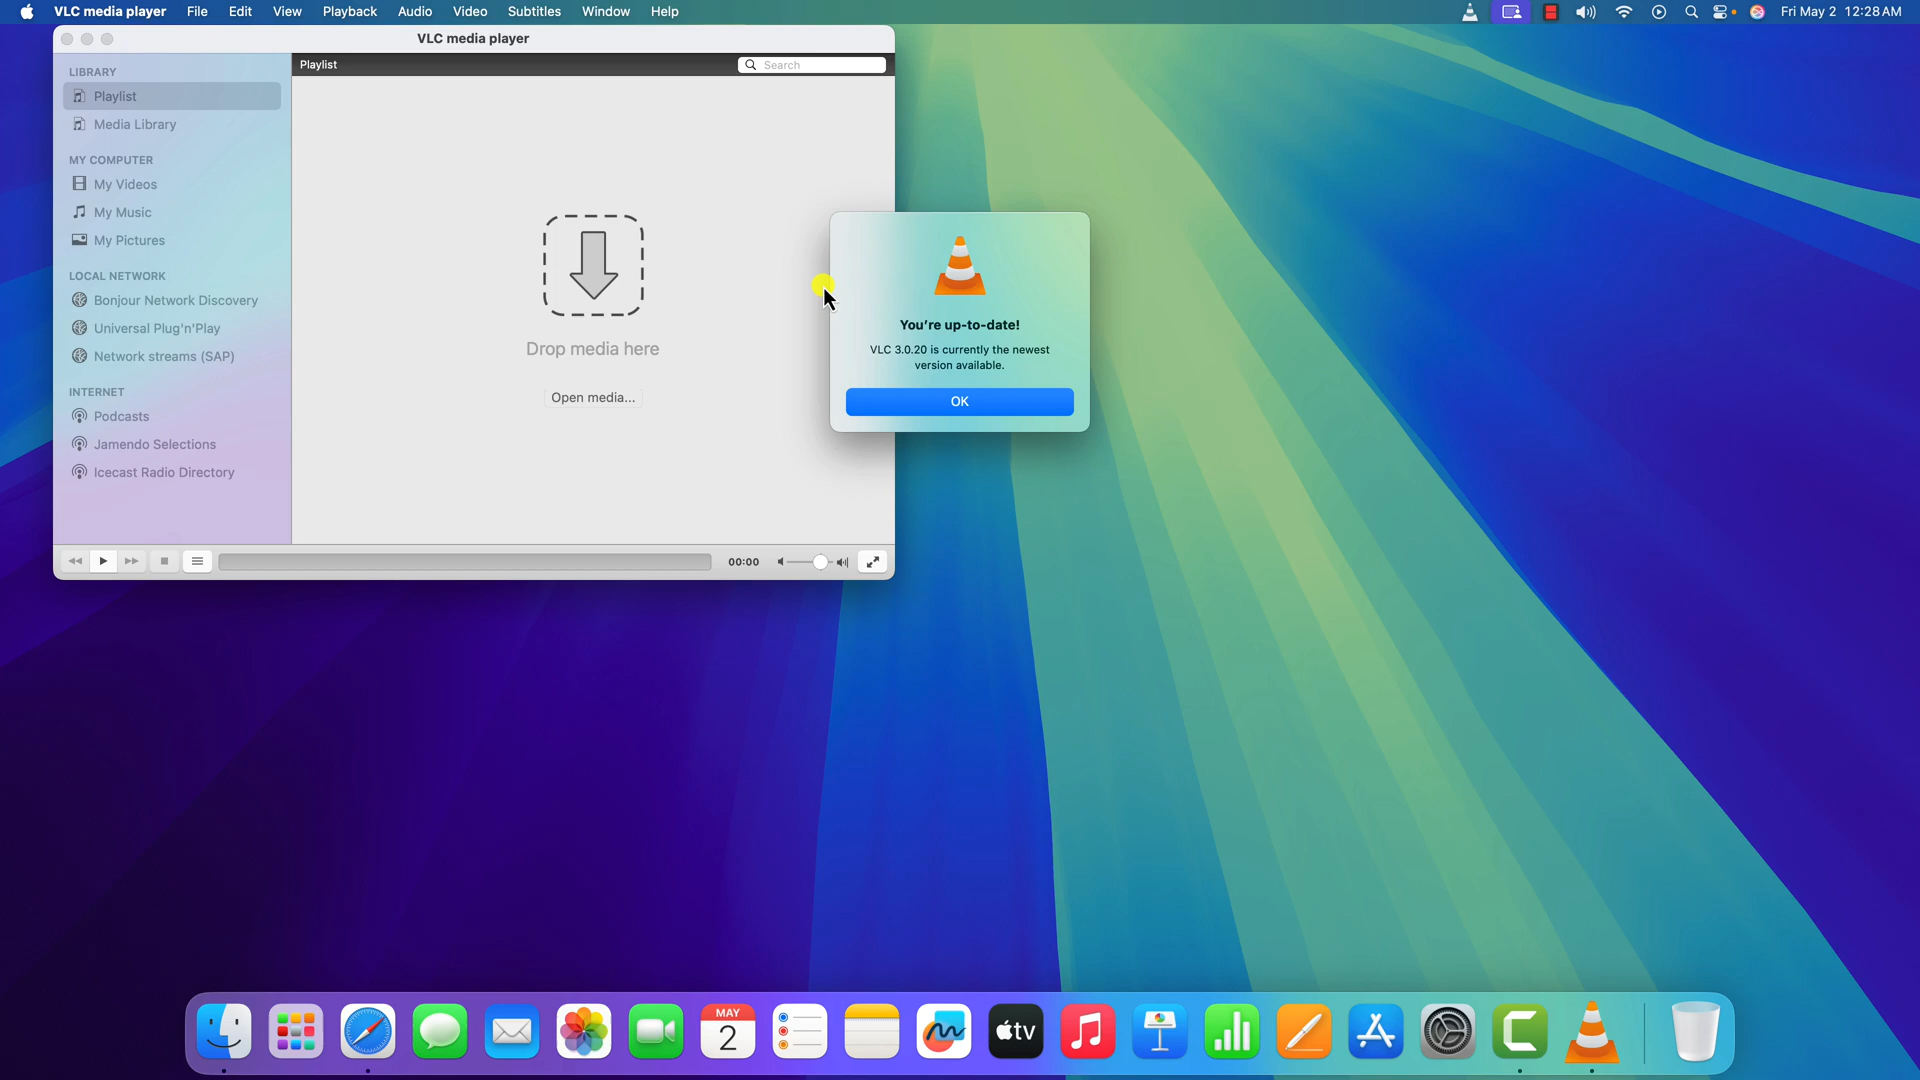 VLC media player File Edit View Playback Audio Video Subtitles Window Help Fri May 2 12:28 AM
VLC media player
LIBRARY
Playlist
Media Library
MY COMPUTER
My Videos
My Music
My Pictures
LOCAL NETWORK
Bonjour Network Discovery
Universal Plug'n'Play
Network streams (SAP)
INTERNET
Podcasts
Jamendo Selections
Icecast Radio Directory
Playlist Search
Drop media here
Open media...
00:00
You're up-to-date!
VLC 3.0.20 is currently the newest
version available.
OK
MAY
2
tv